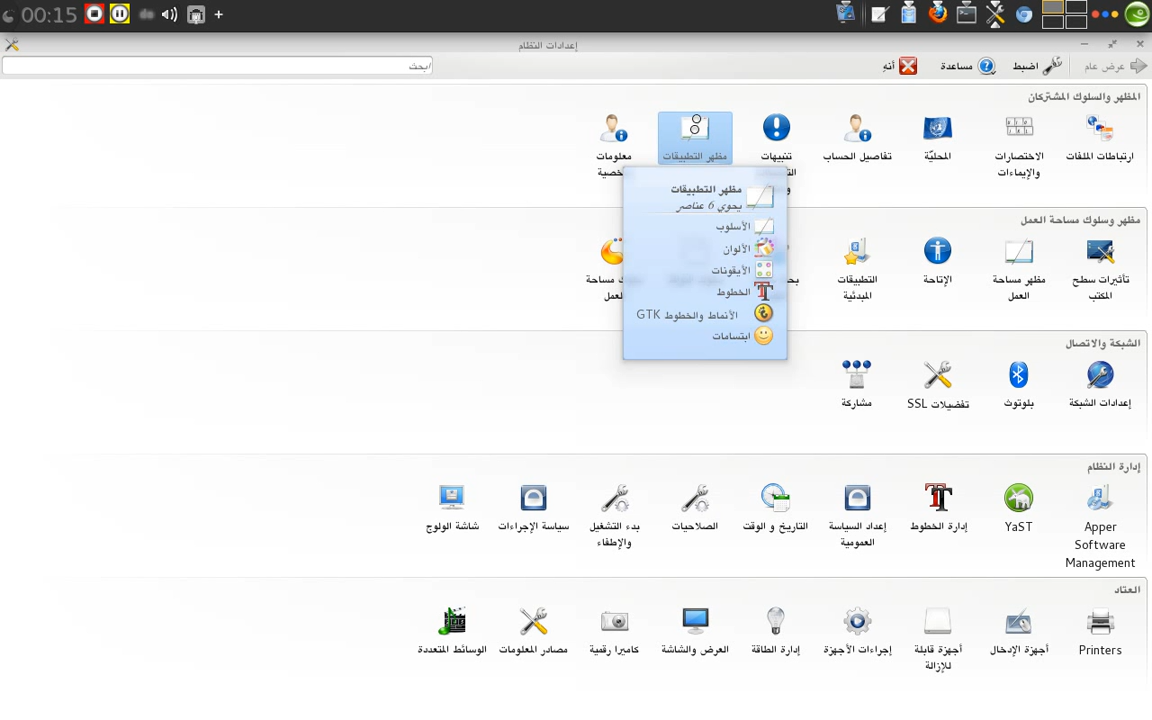 00:15
إعدادات النظام
عرض عام
اضبط
مساعدة
أنهِ
ابحث
المظهر والسلوك المشتركان
ارتباطات الملفات
الاختصارات والإيماءات
المحليّة
تفاصيل الحساب
تنبيهات
مظهر التطبيقات
معلومات
مظهر التطبيقات
يحوي 6 عناصر
الأسلوب
الألوان
الأيقونات
الخطوط
الأنماط والخطوط GTK
ابتسامات
مظهر وسلوك مساحة العمل
تأثيرات سطح المكتب
مظهر مساحة العمل
الإتاحة
التطبيقات المبدئية
مساحة
الشبكة والاتصال
إعدادات الشبكة
بلوتوث
تفضيلات SSL
مشاركة
إدارة النظام
Apper Software Management
YaST
إدارة الخطوط
إعداد السياسة العمومية
التاريخ و الوقت
الصلاحيات
بدء التشغيل والإطفاء
سياسة الإجراءات
شاشة الولوج
العتاد
Printers
أجهزة الإدخال
أجهزة قابلة للإزالة
إجراءات الأجهزة
إدارة الطاقة
العرض والشاشة
كاميرا رقمية
مصادر المعلومات
الوسائط المتعددة